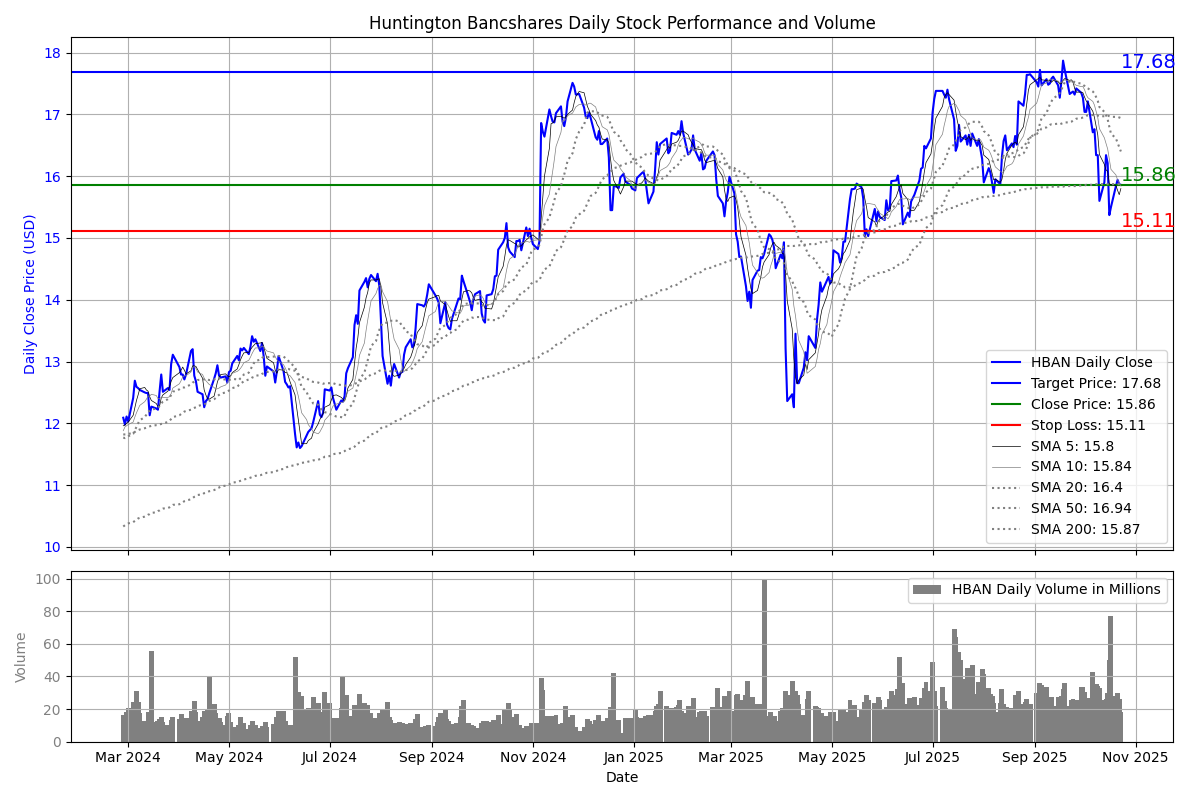 Huntington Bancshares Daily Stock Performance and Volume
Daily Close Price (USD)
18
17
16
15
14
13
12
11
10
17.68
15.86
15.11
HBAN Daily Close
Target Price: 17.68
Close Price: 15.86
Stop Loss: 15.11
SMA 5: 15.8
SMA 10: 15.84
SMA 20: 16.4
SMA 50: 16.94
SMA 200: 15.87
Volume
100
80
60
40
20
0
HBAN Daily Volume in Millions
Mar 2024 May 2024 Jul 2024 Sep 2024 Nov 2024 Jan 2025 Mar 2025 May 2025 Jul 2025 Sep 2025 Nov 2025
Date